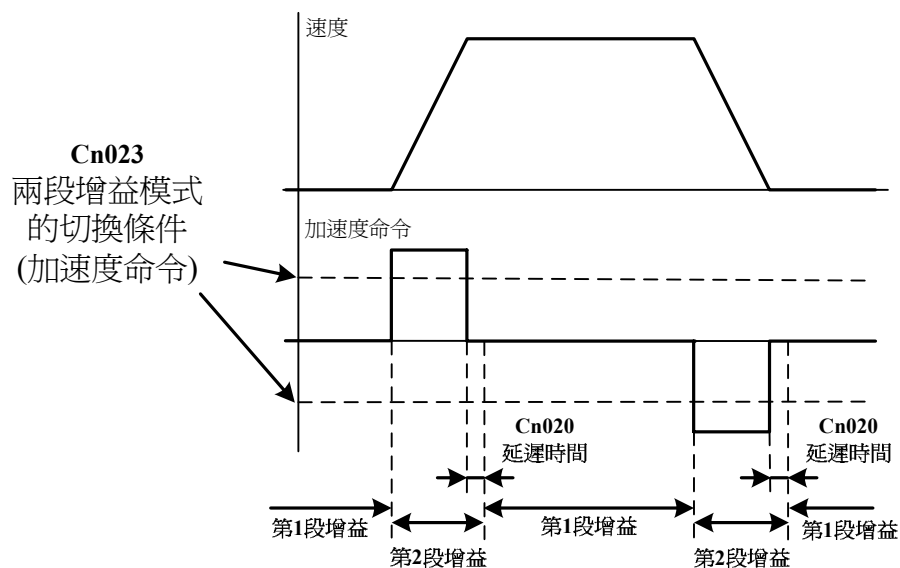 速度
Cn023
兩段增益模式
的切換條件
(加速度命令)
加速度命令
Cn020
延遲時間
Cn020
延遲時間
第1段增益
第2段增益
第1段增益
第2段增益
第1段增益